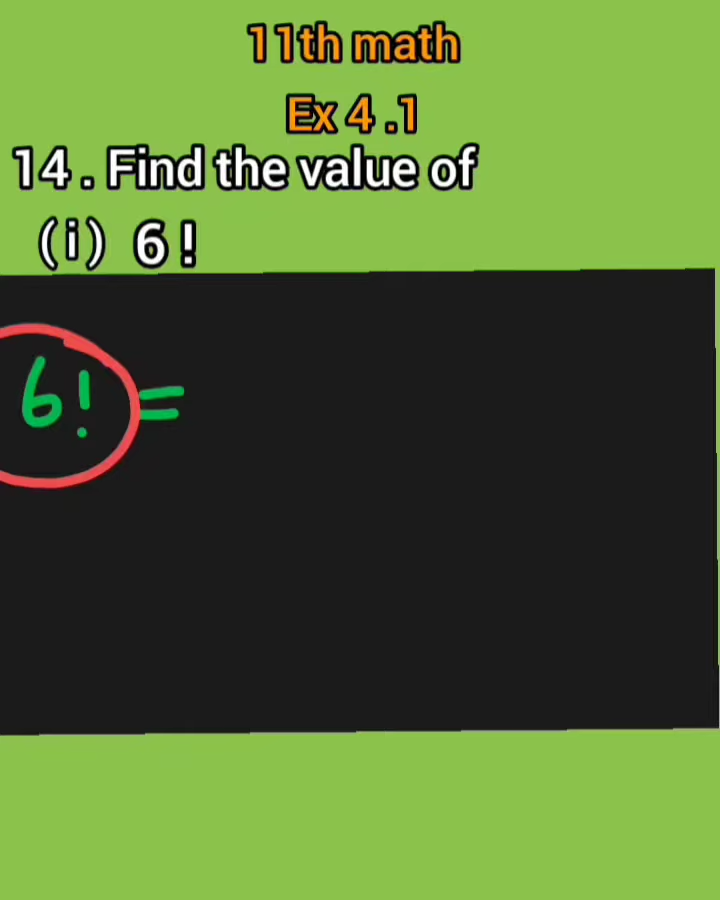 11th math
Ex 4 .1
14 . Find the value of
(i) 6 !
6! =